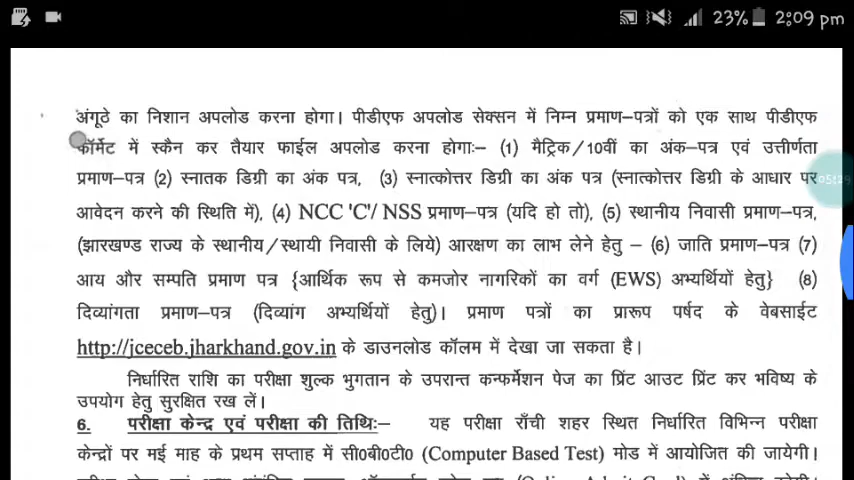 23% 2:09 pm
अंगूठे का निशान अपलोड करना होगा। पीडीएफ अपलोड सेक्सन में निम्न प्रमाण–पत्रों को एक साथ पीडीएफ
फॉर्मेट में स्कैन कर तैयार फाईल अपलोड करना होगाः– (1) मैट्रिक/10वीं का अंक–पत्र एवं उत्तीर्णता
05:29
प्रमाण–पत्र (2) स्नातक डिग्री का अंक पत्र, (3) स्नात्कोत्तर डिग्री का अंक पत्र (स्नात्कोत्तर डिग्री के आधार पर
आवेदन करने की स्थिति में), (4) NCC 'C'/ NSS प्रमाण–पत्र (यदि हो तो), (5) स्थानीय निवासी प्रमाण–पत्र,
(झारखण्ड राज्य के स्थानीय/स्थायी निवासी के लिये) आरक्षण का लाभ लेने हेतु – (6) जाति प्रमाण–पत्र (7)
आय और सम्पति प्रमाण पत्र {आर्थिक रूप से कमजोर नागरिकों का वर्ग (EWS) अभ्यर्थियों हेतु} (8)
दिव्यांगता प्रमाण–पत्र (दिव्यांग अभ्यर्थियों हेतु)। प्रमाण पत्रों का प्रारूप पर्षद के वेबसाईट
http://jceceb.jharkhand.gov.in के डाउनलोड कॉलम में देखा जा सकता है।
निर्धारित राशि का परीक्षा शुल्क भुगतान के उपरान्त कन्फर्मेशन पेज का प्रिंट आउट प्रिंट कर भविष्य के
उपयोग हेतु सुरक्षित रख लें।
6. परीक्षा केन्द्र एवं परीक्षा की तिथिः– यह परीक्षा राँची शहर स्थित निर्धारित विभिन्न परीक्षा
केन्द्रों पर मई माह के प्रथम सप्ताह में सी0बी0टी0 (Computer Based Test) मोड में आयोजित की जायेगी।